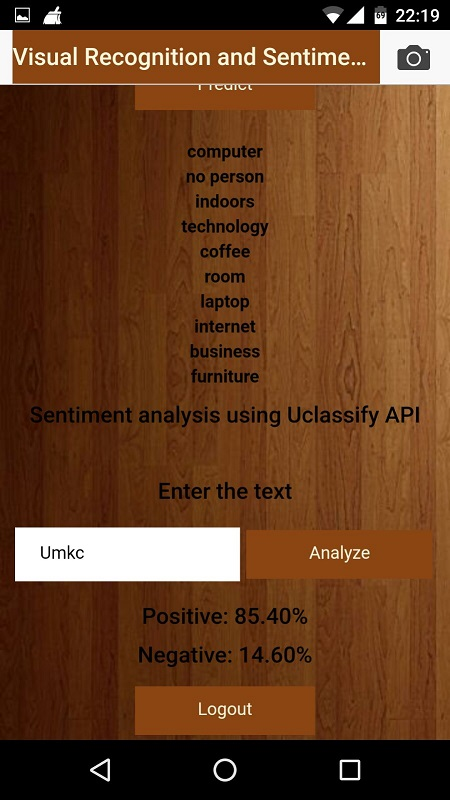 69 22:19
Visual Recognition and Sentime...
Predict
computer
no person
indoors
technology
coffee
room
laptop
internet
business
furniture
Sentiment analysis using Uclassify API
Enter the text
Umkc Analyze
Positive: 85.40%
Negative: 14.60%
Logout